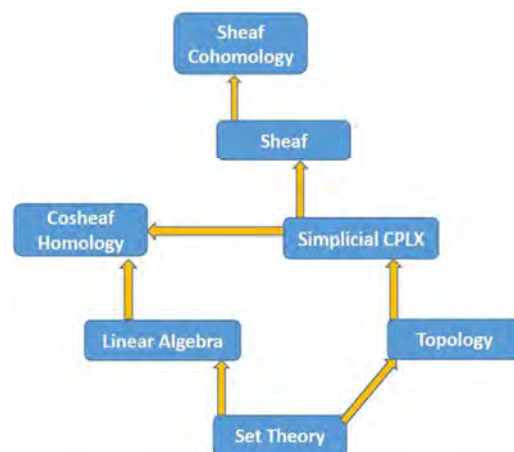 Sheaf
Cohomology
Sheaf
Cosheaf
Homology
Simplicial CPLX
Linear Algebra
Topology
Set Theory